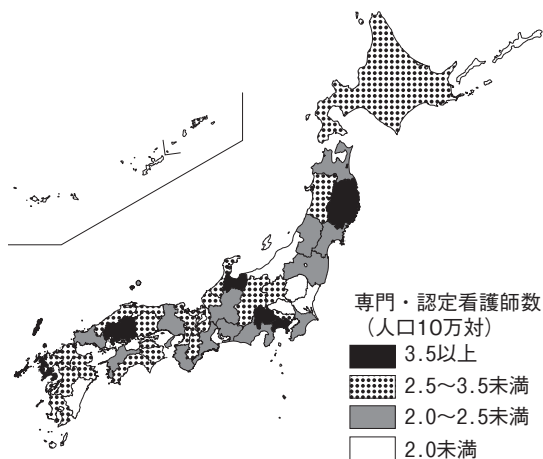 専門・認定看護師数
（人口10万対）
3.5以上
2.5～3.5未満
2.0～2.5未満
2.0未満